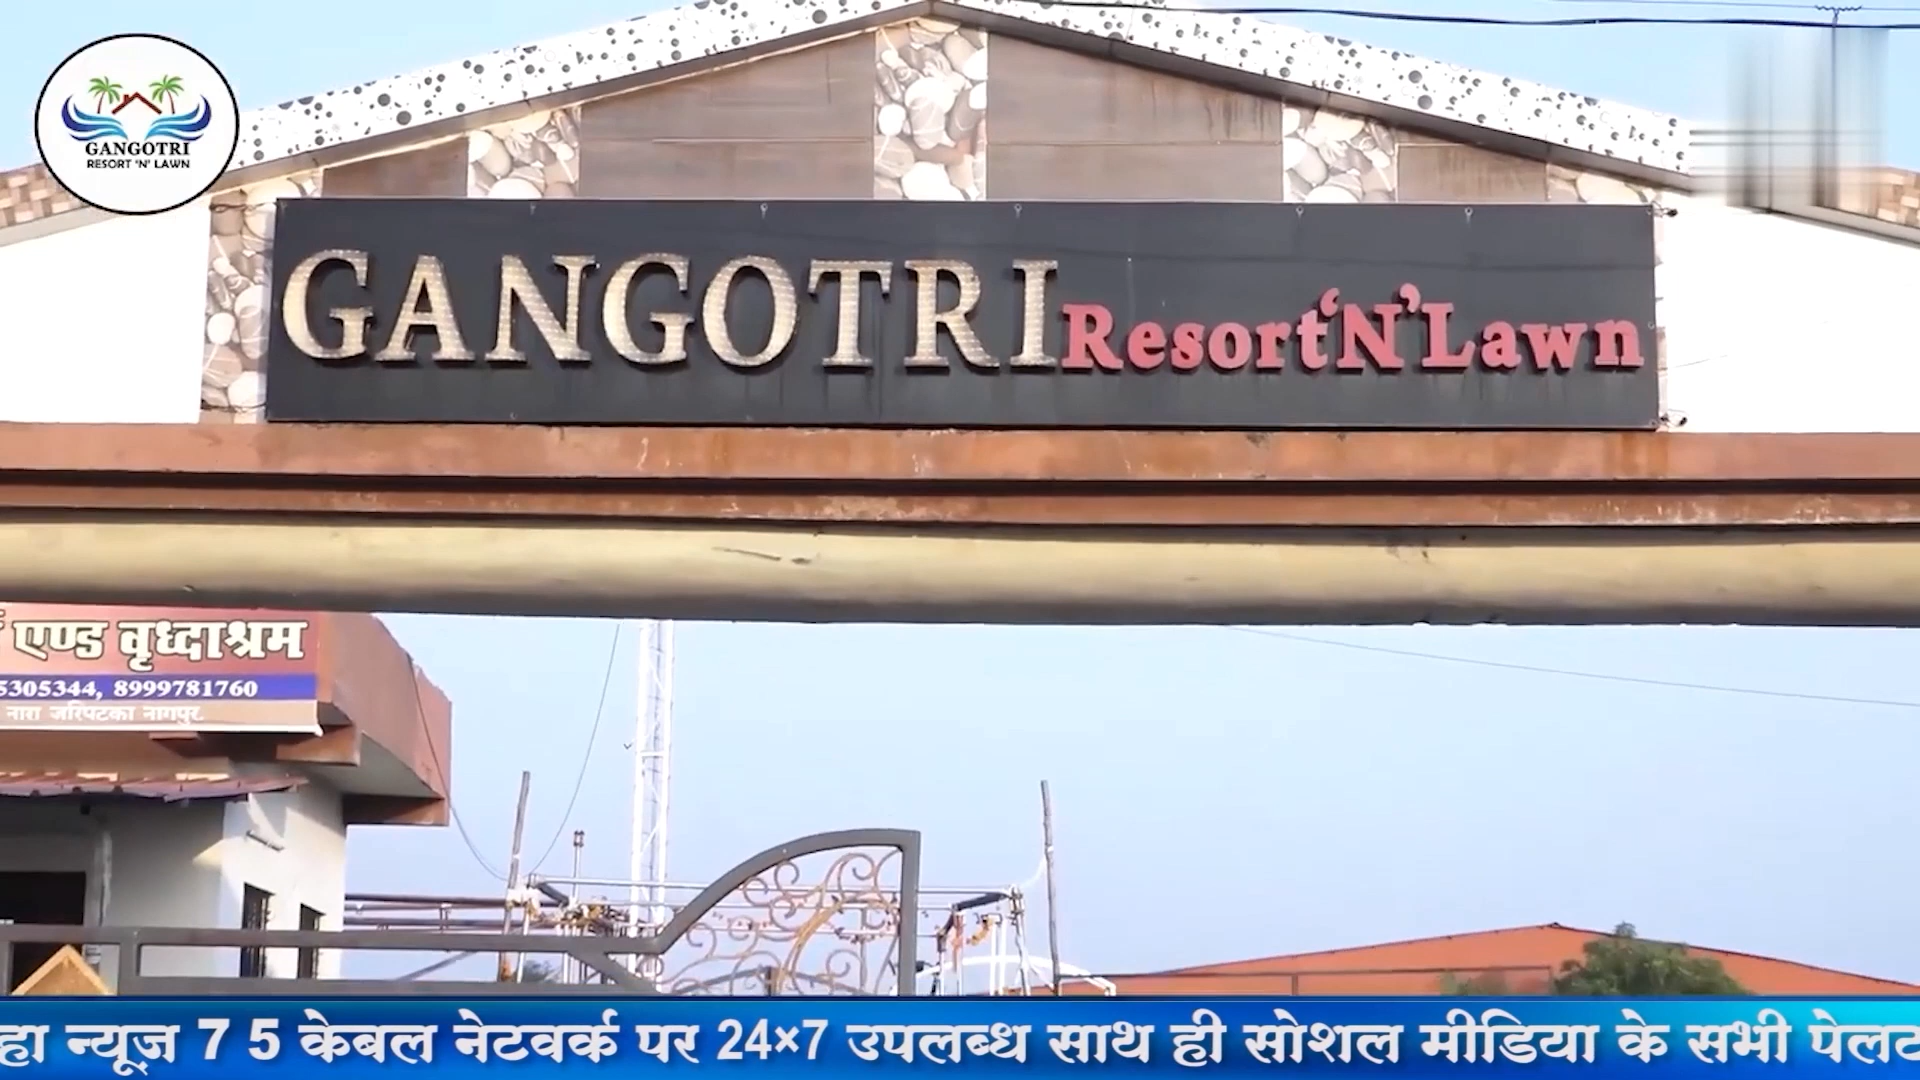 GANGOTRI
RESORT 'N' LAWN
GANGOTRI Resort 'N' Lawn
एण्ड वृध्दाश्रम
5305344, 8999781760
नारा जरिपटका नागपुर.
हा न्यूज़ 7 5 केबल नेटवर्क पर 24×7 उपलब्ध साथ ही सोशल मीडिया के सभी पेलट